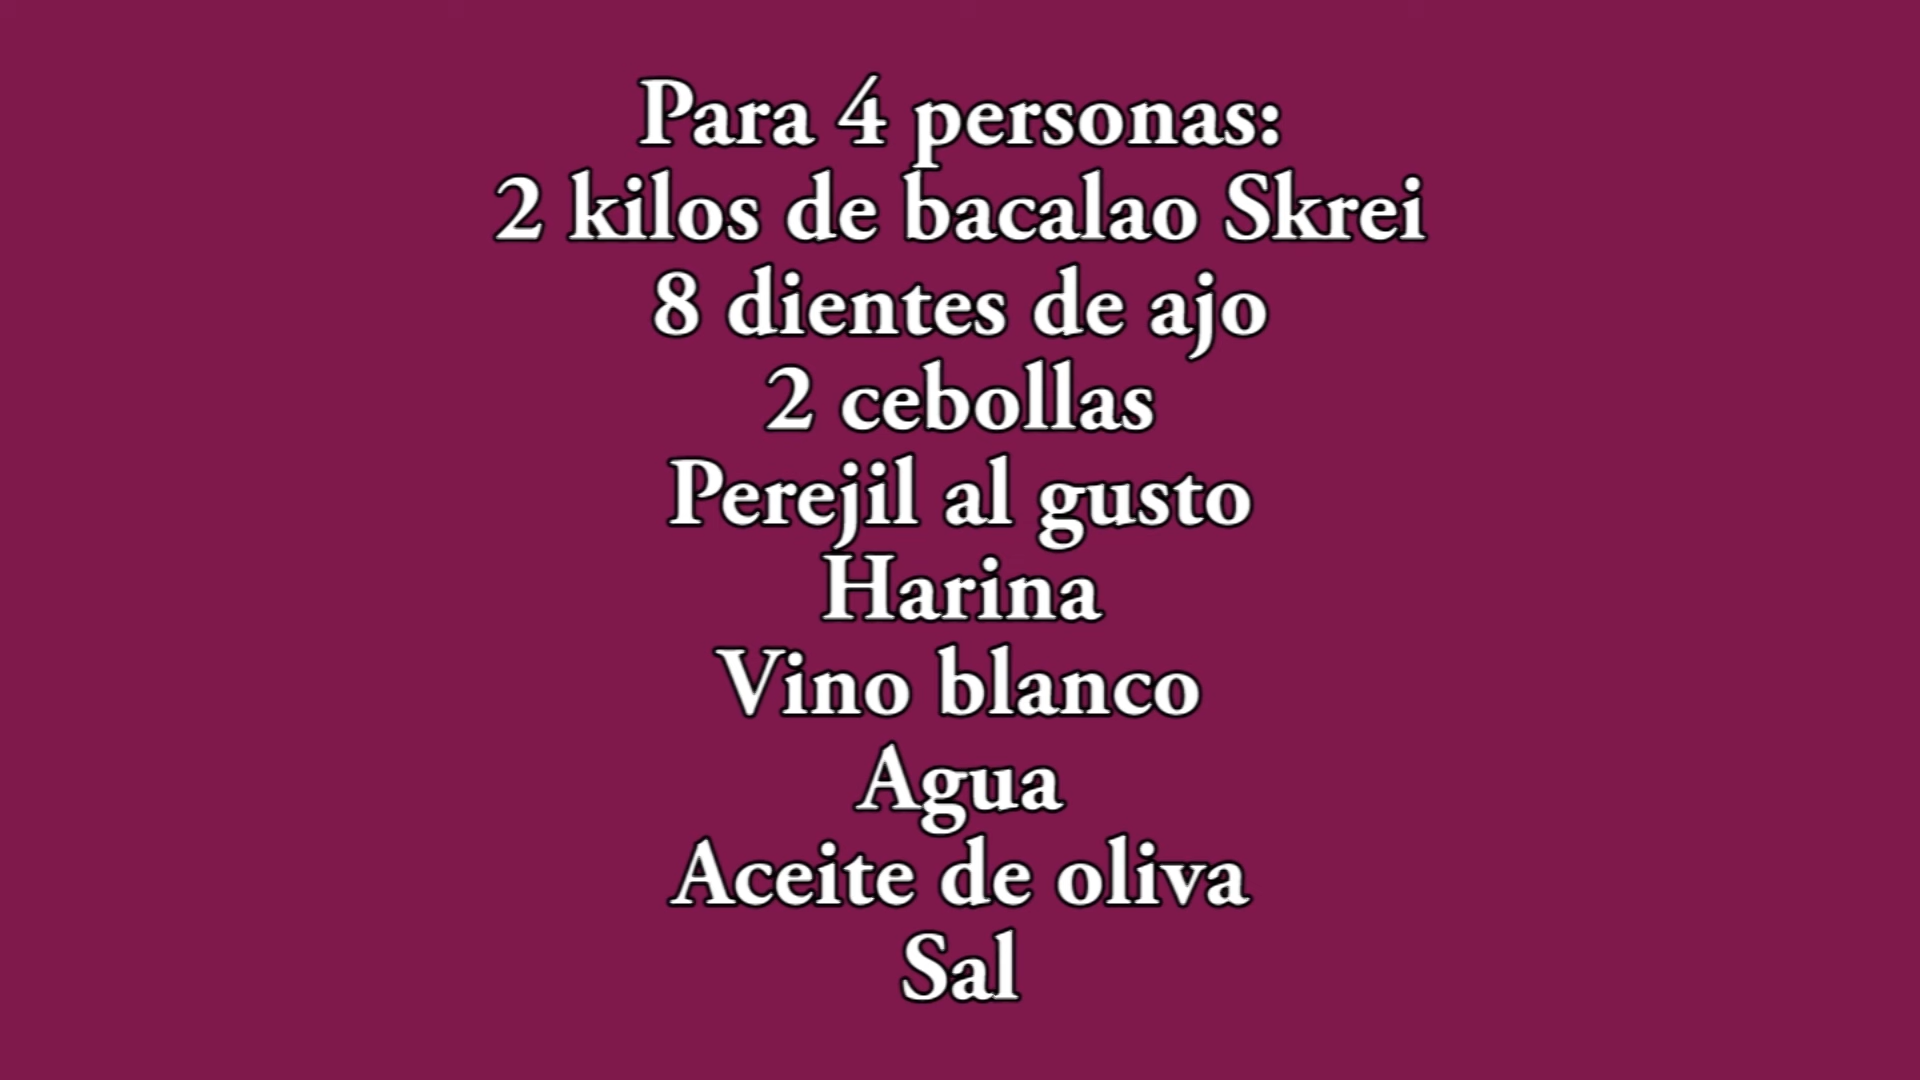 Para 4 personas:
2 kilos de bacalao Skrei
8 dientes de ajo
2 cebollas
Perejil al gusto
Harina
Vino blanco
Agua
Aceite de oliva
Sal